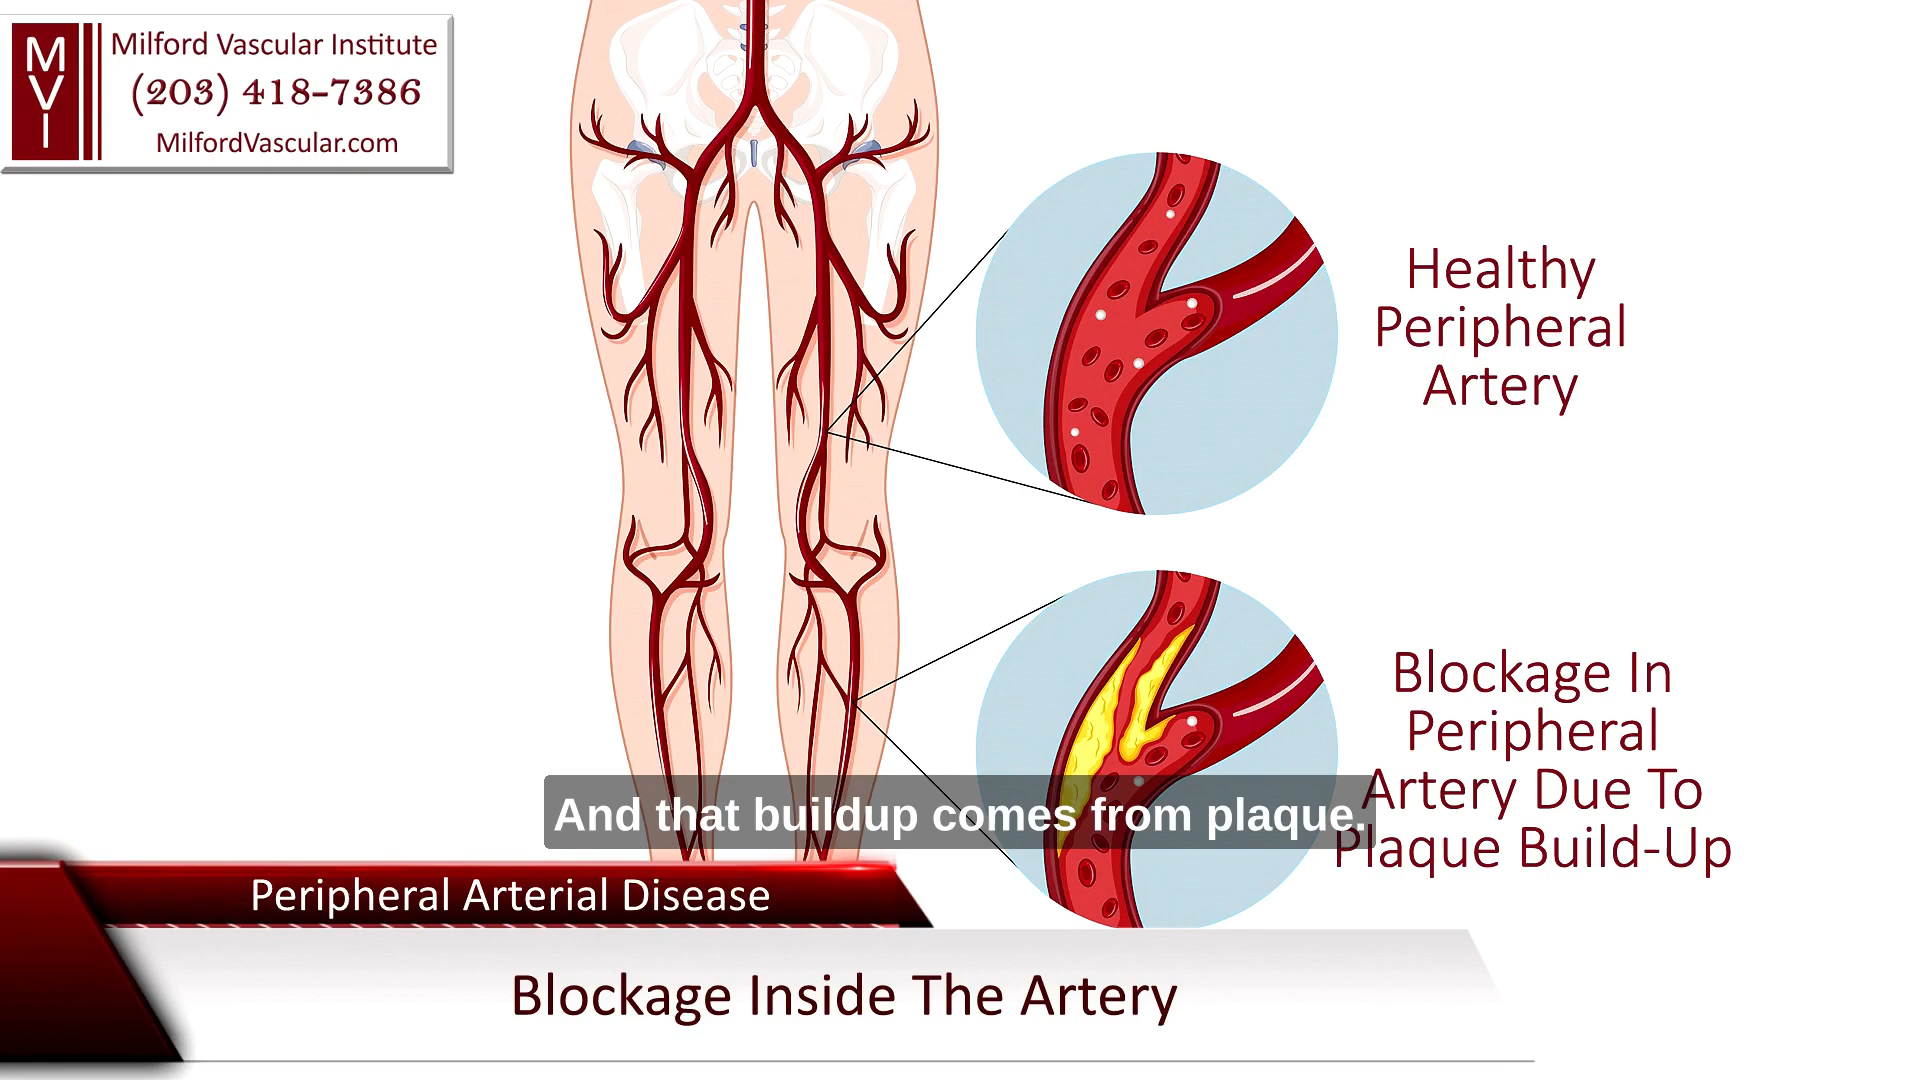 MVI
Milford Vascular Institute
(203) 418-7386
MilfordVascular.com
Healthy
Peripheral
Artery
Blockage In
Peripheral
Artery Due To
Plaque Build-Up
And that buildup comes from plaque.
Peripheral Arterial Disease
Blockage Inside The Artery